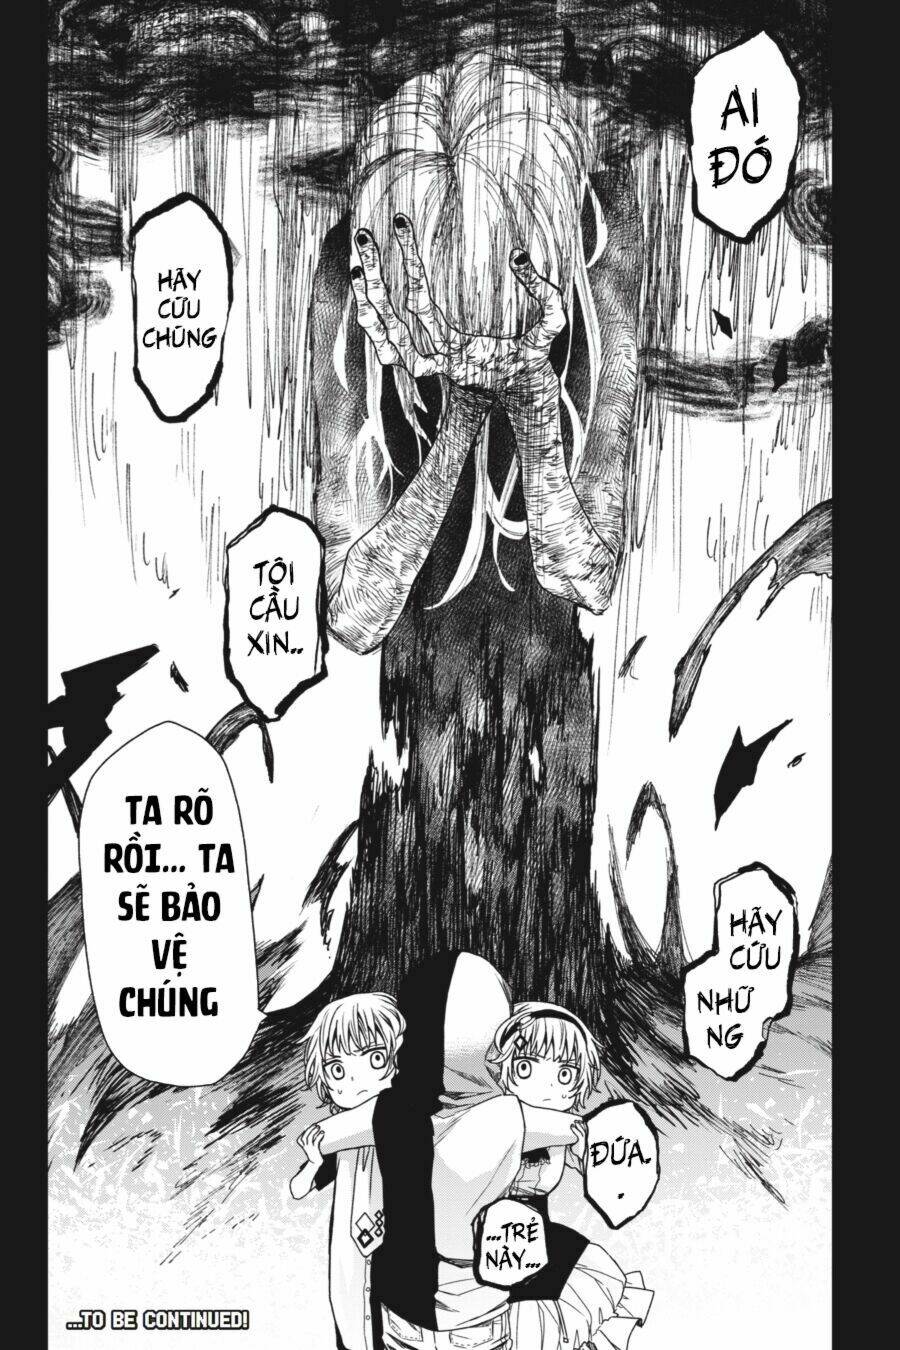 AI
ĐÓ
HÃY
CỨU
CHÚNG
TÔI
CẦU
XIN..
TA RÕ
RỒI... TA
SẼ BẢO
VỆ
CHÚNG
HÃY
CỨU
NHỮ
NG
ĐỨA.
.
...TRẺ
NÀY...
...TO BE CONTINUED!